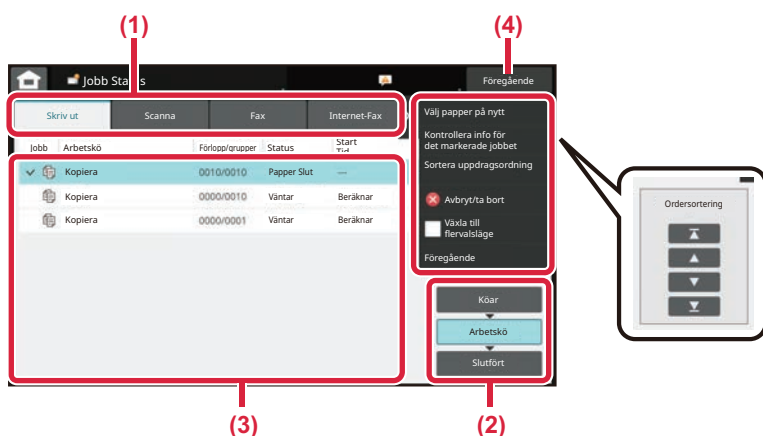 (1)
(4)
Jobb Status
Föregående
Skriv ut
Scanna
Fax
Internet-Fax
Jobb
Arbetskö
Förlopp/grupper
Status
Start
Tid
Kopiera
0010/0010
Papper Slut
—
Kopiera
0000/0010
Väntar
Beräknar
Kopiera
0000/0001
Väntar
Beräknar
Välj papper på nytt
Kontrollera info för
det markerade jobbet
Sortera uppdragsordning
Avbryt/ta bort
Växla till
flervalsläge
Föregående
Köar
Arbetskö
Slutfört
Ordersortering
(3)
(2)